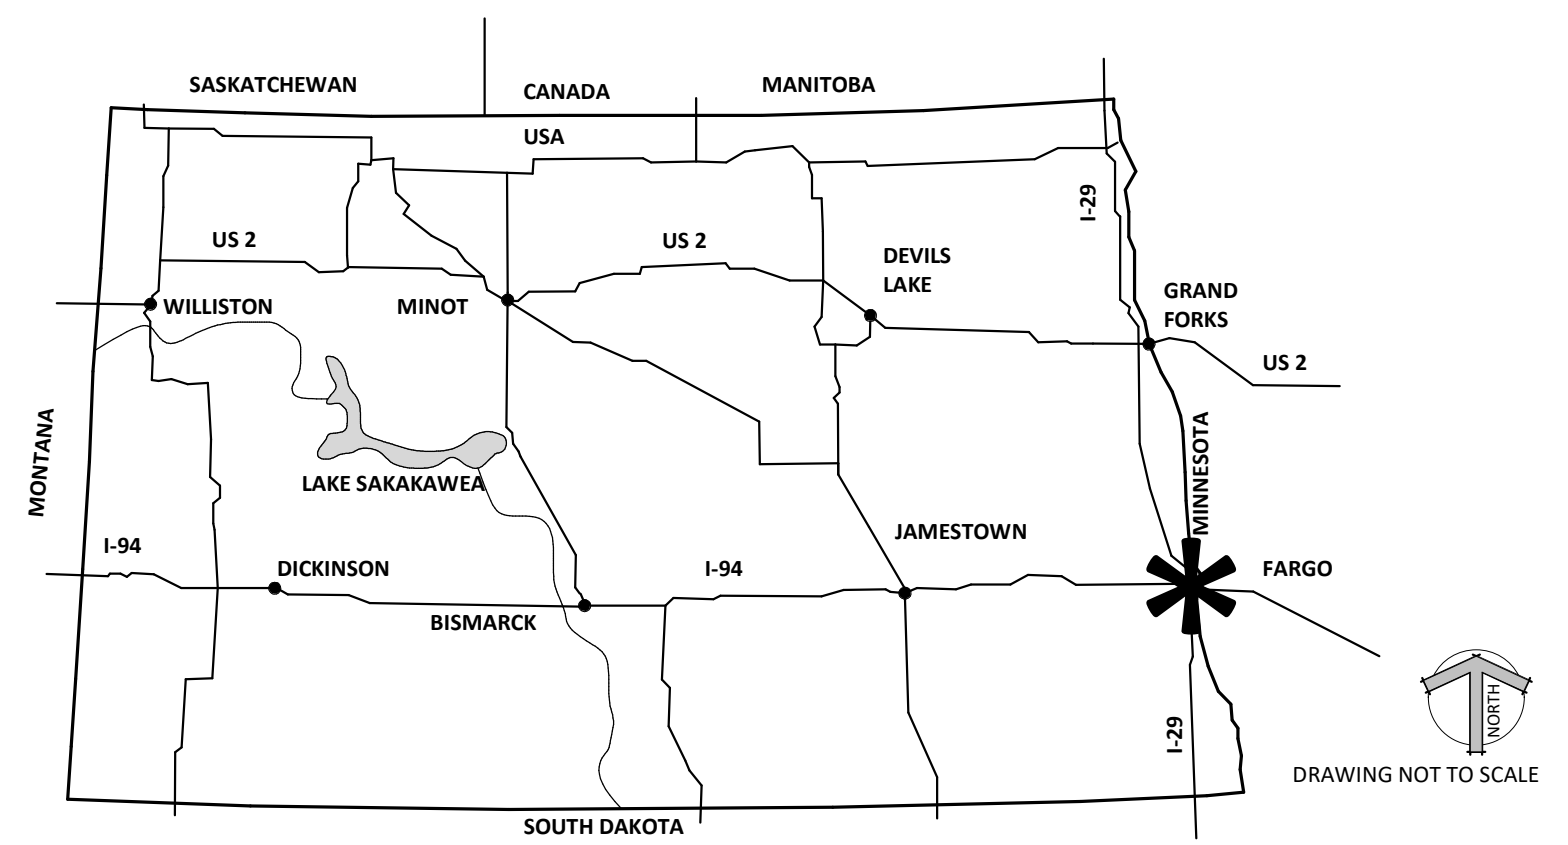 SASKATCHEWAN
CANADA
MANITOBA
USA
I-29
US 2
US 2
DEVILS
LAKE
GRAND
FORKS
WILLISTON
MINOT
US 2
MONTANA
MINNESOTA
LAKE SAKAKAWEA
JAMESTOWN
I-94
DICKINSON
I-94
FARGO
BISMARCK
NORTH
I-29
DRAWING NOT TO SCALE
SOUTH DAKOTA